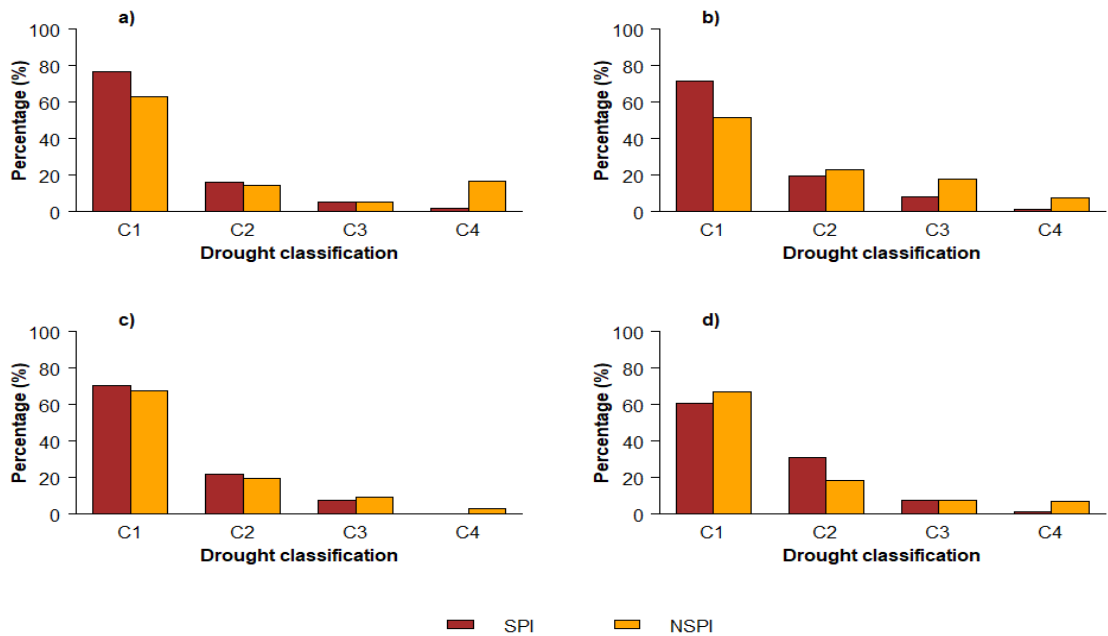 a)
100
80
60
40
20
0
Percentage (%)
C1 C2 C3 C4
Drought classification
b)
100
80
60
40
20
0
Percentage (%)
C1 C2 C3 C4
Drought classification
c)
100
80
60
40
20
0
Percentage (%)
C1 C2 C3 C4
Drought classification
d)
100
80
60
40
20
0
Percentage (%)
C1 C2 C3 C4
Drought classification
SPI NSPI